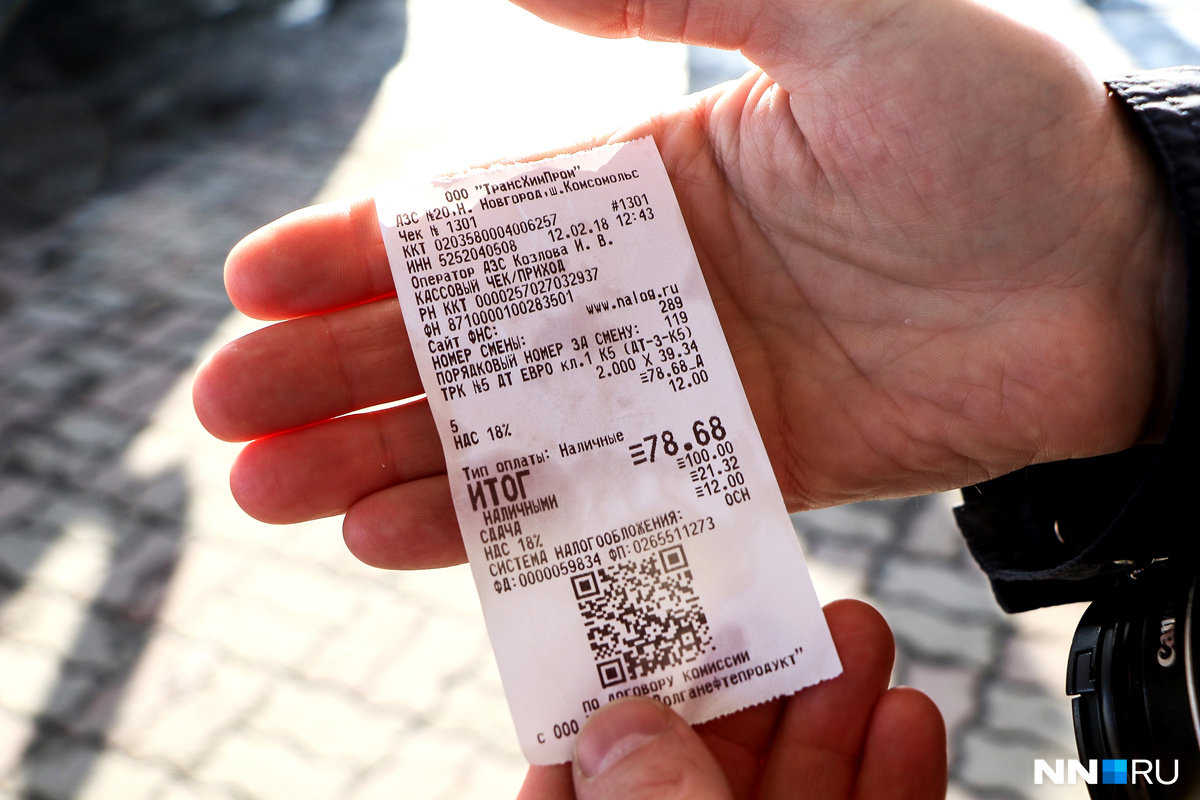 ООО "ТрансХимПром"
АЗС №20,Н. Новгород,ш.Комсомольс
Чек № 1301 #1301
ККТ 0203580004006257 12.02.18 12:43
ИНН 5252040508
Оператор АЗС Козлова И. В.
КАССОВЫЙ ЧЕК/ПРИХОД
РН ККТ 0000257027032937
ФН 8710000100283501
Сайт ФНС: www.nalog.ru
НОМЕР СМЕНЫ: 289
ПОРЯДКОВЫЙ НОМЕР ЗА СМЕНУ: 119
ТРК №5 ДТ ЕВРО кл.1 К5 (ДТ-З-К5)
2.000 X 39.34
≡78.68_А
5 12.00
НДС 18%
Тип оплаты: Наличные
ИТОГ ≡78.68
НАЛИЧНЫМИ ≡100.00
СДАЧА ≡21.32
НДС 18% ≡12.00
СИСТЕМА НАЛОГООБЛОЖЕНИЯ: ОСН
ФД:0000059834 ФП:0265511273
ПО ДОГОВОРУ КОМИССИИ
с ООО Волганефтепродукт"
Can
NN RU